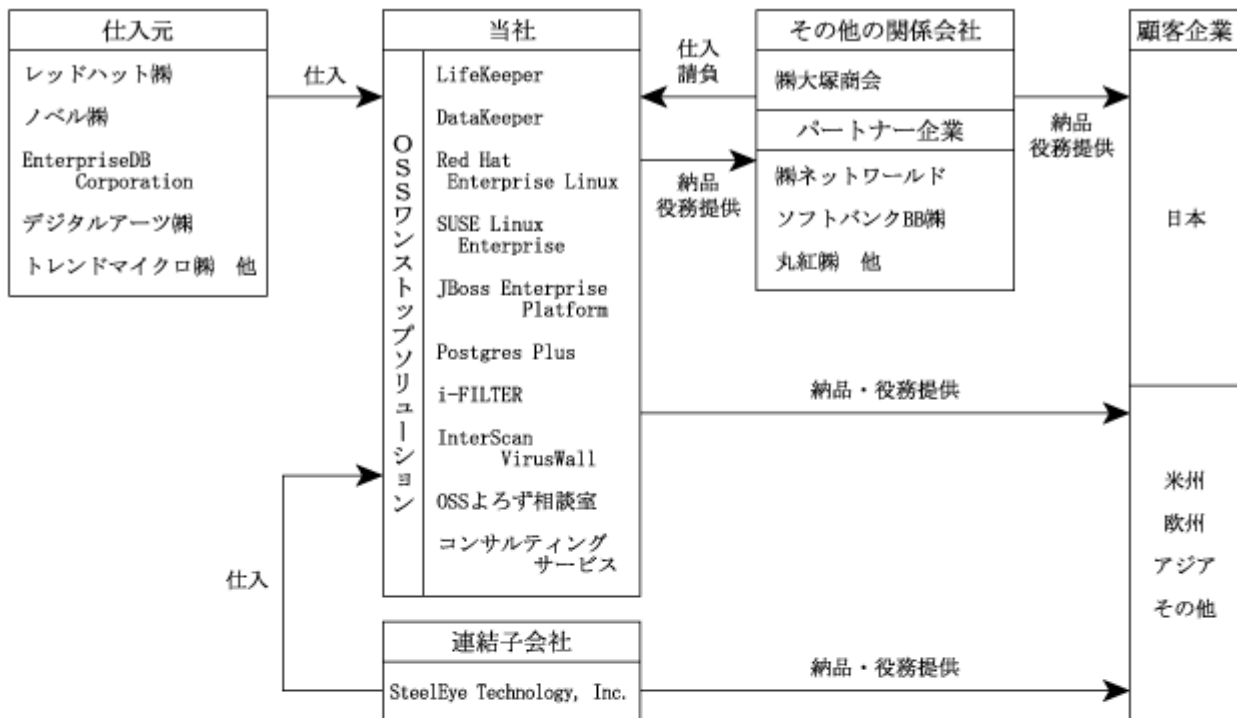 仕入元
レッドハット㈱
ノベル㈱
EnterpriseDB
Corporation
デジタルアーツ㈱
トレンドマイクロ㈱　他
仕入
当社
OSSワンストップソリューション
LifeKeeper
DataKeeper
Red Hat
Enterprise Linux
SUSE Linux
Enterprise
JBoss Enterprise
Platform
Postgres Plus
i-FILTER
InterScan
VirusWall
OSSよろず相談室
コンサルティング
サービス
仕入
請負
納品
役務提供
その他の関係会社
㈱大塚商会
パートナー企業
㈱ネットワールド
ソフトバンクBB㈱
丸紅㈱　他
納品
役務提供
顧客企業
日本
納品・役務提供
米州
欧州
アジア
その他
仕入
連結子会社
SteelEye Technology, Inc.
納品・役務提供